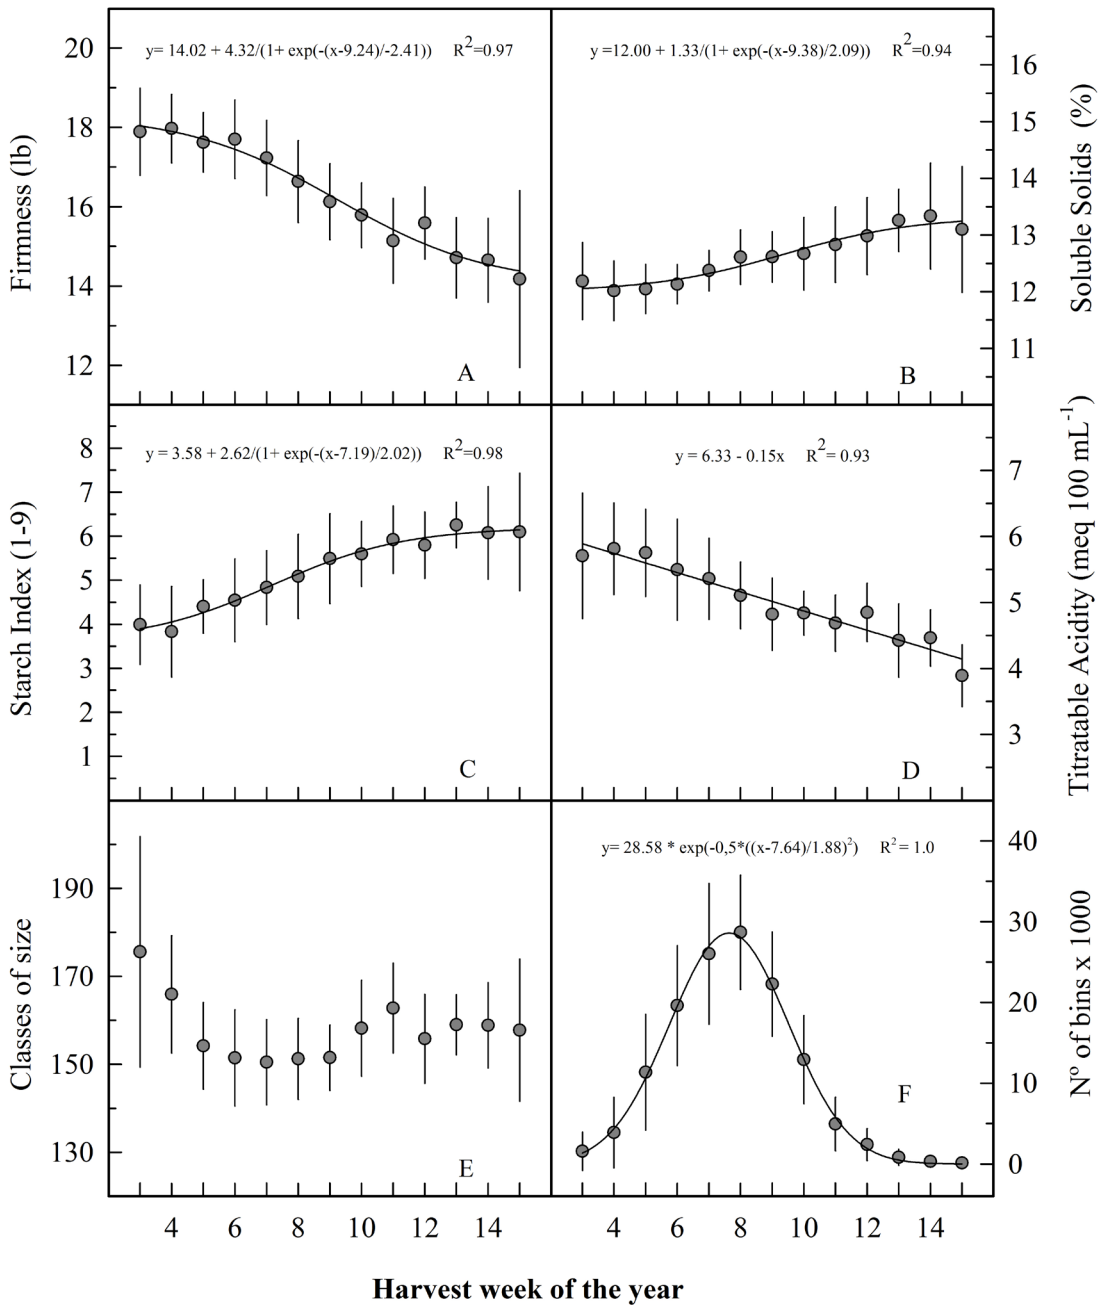 y= 14.02 + 4.32/(1+ exp(-(x-9.24)/-2.41)) R²=0.97
20
18
16
14
12
Firmness (lb)
A
y =12.00 + 1.33/(1+ exp(-(x-9.38)/2.09)) R²=0.94
16
15
14
13
12
11
Soluble Solids (%)
B
y = 3.58 + 2.62/(1+ exp(-(x-7.19)/2.02)) R²=0.98
8
7
6
5
4
3
2
1
Starch Index (1-9)
C
y = 6.33 - 0.15x R²= 0.93
7
6
5
4
3
Titratable Acidity (meq 100 mL⁻¹)
D
190
170
150
130
Classes of size
E
y= 28.58 * exp(-0,5*((x-7.64)/1.88)²) R²= 1.0
40
30
20
10
0
Nº of bins x 1000
F
4 6 8 10 12 14
4 6 8 10 12 14
Harvest week of the year